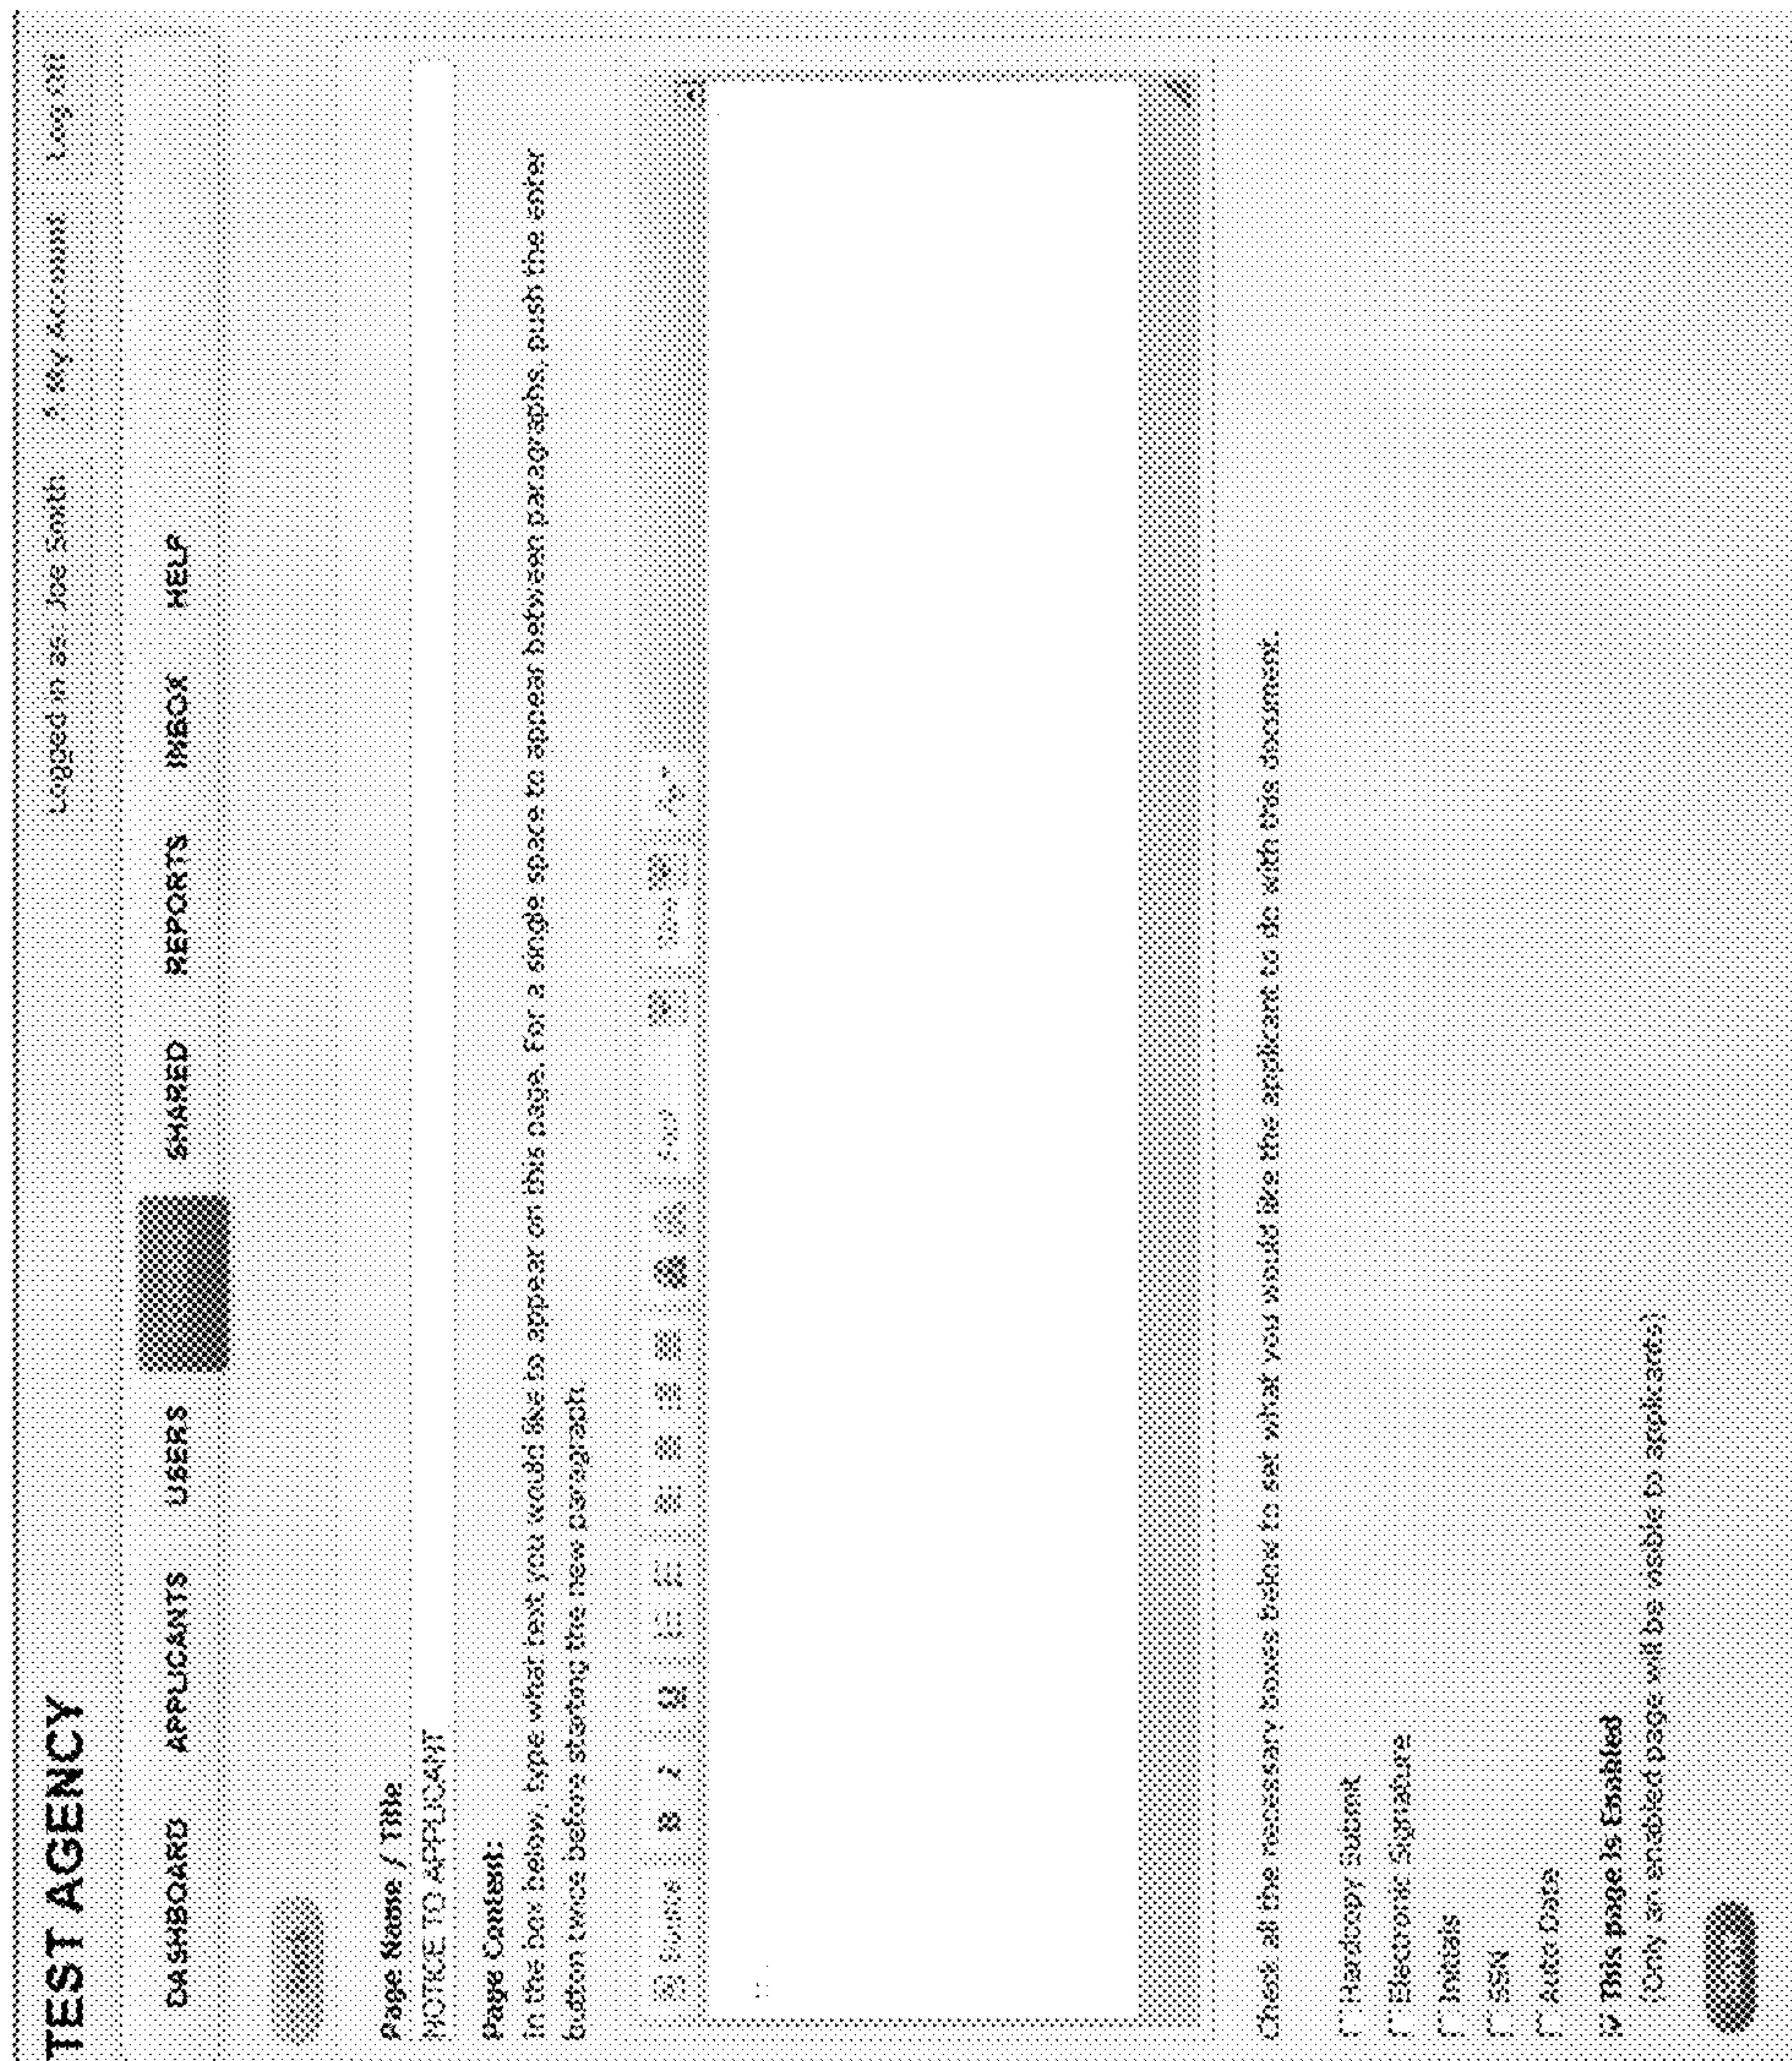 TEST AGENCY
Logged in as: Joe Smith
My Account
Log Off
DASHBOARD APPLICANTS USERS SHARED REPORTS INBOX HELP
Page Name / Title
NOTICE TO APPLICANT
Page Content:
In the box below, type what text you would like to appear on this page. For a single space to appear between paragraphs, push the enter
button twice before starting the new paragraph.
Source B I U
Check all the necessary boxes below to set what you would like the applicant to do with this document.
Hardcopy Submit
Electronic Signature
Initials
SSN
Auto Date
This page is Enabled
(Only an enabled page will be visible to applicants)